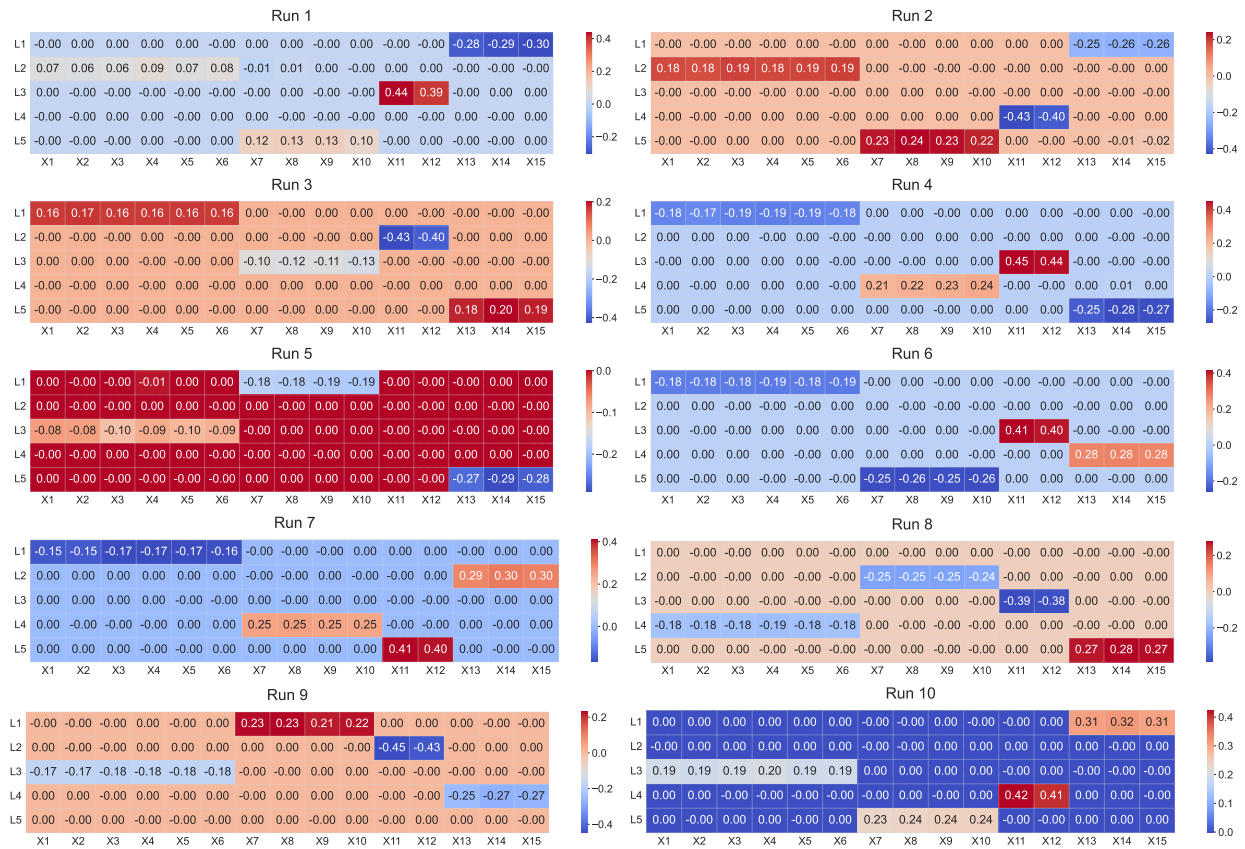 Run 1
L1 -0.00 0.00 0.00 0.00 0.00 -0.00 0.00 -0.00 0.00 -0.00 -0.00 -0.00 -0.28 -0.29 -0.30
L2 0.07 0.06 0.06 0.09 0.07 0.08 -0.01 0.01 0.00 -0.00 0.00 0.00 -0.00 -0.00 -0.00
L3 0.00 0.00 -0.00 0.00 0.00 0.00 0.00 -0.00 0.00 0.00 0.44 0.39 0.00 -0.00 0.00
L4 -0.00 0.00 -0.00 0.00 -0.00 -0.00 0.00 0.00 0.00 -0.00 -0.00 -0.00 0.00 -0.00 0.00
L5 -0.00 0.00 -0.00 0.00 -0.00 0.00 0.12 0.13 0.13 0.10 -0.00 0.00 -0.00 0.00 0.00
X1 X2 X3 X4 X5 X6 X7 X8 X9 X10 X11 X12 X13 X14 X15
0.4
0.2
0.0
−0.2
Run 2
L1 -0.00 -0.00 -0.00 -0.00 0.00 -0.00 -0.00 0.00 -0.00 0.00 0.00 0.00 -0.25 -0.26 -0.26
L2 0.18 0.18 0.19 0.18 0.19 0.19 0.00 -0.00 0.00 -0.00 0.00 -0.00 -0.00 -0.00 -0.00
L3 -0.00 -0.00 0.00 -0.00 0.00 -0.00 -0.00 0.00 0.00 -0.00 -0.00 -0.00 -0.00 -0.00 0.00
L4 -0.00 0.00 -0.00 -0.00 0.00 -0.00 -0.00 0.00 0.00 -0.00 -0.43 -0.40 -0.00 0.00 0.00
L5 -0.00 -0.00 -0.00 0.00 -0.00 0.00 0.23 0.24 0.23 0.22 0.00 -0.00 -0.00 -0.01 -0.02
X1 X2 X3 X4 X5 X6 X7 X8 X9 X10 X11 X12 X13 X14 X15
0.2
0.0
−0.2
−0.4
Run 3
L1 0.16 0.17 0.16 0.16 0.16 0.16 0.00 -0.00 0.00 -0.00 0.00 -0.00 -0.00 -0.00 0.00
L2 -0.00 0.00 0.00 -0.00 -0.00 0.00 -0.00 0.00 -0.00 0.00 -0.43 -0.40 -0.00 0.00 0.00
L3 0.00 0.00 -0.00 -0.00 0.00 0.00 -0.10 -0.12 -0.11 -0.13 -0.00 -0.00 -0.00 -0.00 -0.00
L4 -0.00 0.00 -0.00 0.00 0.00 0.00 0.00 0.00 -0.00 0.00 -0.00 0.00 -0.00 -0.00 0.00
L5 0.00 0.00 -0.00 0.00 -0.00 0.00 -0.00 -0.00 0.00 0.00 -0.00 -0.00 0.18 0.20 0.19
X1 X2 X3 X4 X5 X6 X7 X8 X9 X10 X11 X12 X13 X14 X15
0.2
0.0
−0.2
−0.4
Run 4
L1 -0.18 -0.17 -0.19 -0.19 -0.19 -0.18 0.00 0.00 -0.00 0.00 0.00 -0.00 0.00 -0.00 0.00
L2 0.00 0.00 0.00 -0.00 0.00 0.00 0.00 0.00 -0.00 -0.00 0.00 -0.00 0.00 -0.00 0.00
L3 0.00 -0.00 0.00 0.00 -0.00 0.00 0.00 -0.00 -0.00 0.00 0.45 0.44 0.00 -0.00 0.00
L4 0.00 0.00 0.00 0.00 -0.00 -0.00 0.21 0.22 0.23 0.24 -0.00 -0.00 0.00 0.01 0.00
L5 0.00 0.00 -0.00 0.00 -0.00 -0.00 0.00 -0.00 0.00 -0.00 0.00 0.00 -0.25 -0.28 -0.27
X1 X2 X3 X4 X5 X6 X7 X8 X9 X10 X11 X12 X13 X14 X15
0.4
0.2
0.0
−0.2
Run 5
L1 0.00 -0.00 -0.00 -0.01 0.00 0.00 -0.18 -0.18 -0.19 -0.19 -0.00 -0.00 -0.00 -0.00 -0.00
L2 0.00 -0.00 0.00 -0.00 -0.00 -0.00 0.00 0.00 0.00 0.00 -0.00 -0.00 -0.00 -0.00 -0.00
L3 -0.08 -0.08 -0.10 -0.09 -0.10 -0.09 -0.00 0.00 0.00 0.00 -0.00 -0.00 -0.00 -0.00 -0.00
L4 -0.00 0.00 -0.00 -0.00 0.00 -0.00 -0.00 -0.00 -0.00 0.00 -0.00 -0.00 -0.00 -0.00 0.00
L5 0.00 -0.00 -0.00 -0.00 0.00 -0.00 0.00 -0.00 0.00 0.00 -0.00 -0.00 -0.27 -0.29 -0.28
X1 X2 X3 X4 X5 X6 X7 X8 X9 X10 X11 X12 X13 X14 X15
0.0
−0.1
−0.2
Run 6
L1 -0.18 -0.18 -0.18 -0.19 -0.18 -0.19 -0.00 0.00 -0.00 -0.00 0.00 -0.00 0.00 -0.00 -0.00
L2 0.00 0.00 -0.00 0.00 -0.00 0.00 -0.00 0.00 -0.00 0.00 -0.00 -0.00 0.00 -0.00 0.00
L3 -0.00 0.00 -0.00 0.00 -0.00 0.00 0.00 -0.00 0.00 -0.00 0.41 0.40 -0.00 0.00 -0.00
L4 -0.00 0.00 -0.00 -0.00 0.00 -0.00 0.00 -0.00 -0.00 0.00 -0.00 0.00 0.28 0.28 0.28
L5 0.00 0.00 -0.00 0.00 -0.00 -0.00 -0.25 -0.26 -0.25 -0.26 0.00 0.00 -0.00 0.00 -0.00
X1 X2 X3 X4 X5 X6 X7 X8 X9 X10 X11 X12 X13 X14 X15
0.4
0.2
0.0
−0.2
Run 7
L1 -0.15 -0.15 -0.17 -0.17 -0.17 -0.16 -0.00 -0.00 -0.00 -0.00 0.00 0.00 -0.00 -0.00 0.00
L2 0.00 0.00 0.00 -0.00 0.00 -0.00 0.00 -0.00 -0.00 -0.00 -0.00 0.00 0.29 0.30 0.30
L3 0.00 -0.00 0.00 0.00 -0.00 -0.00 0.00 0.00 0.00 0.00 -0.00 -0.00 0.00 -0.00 0.00
L4 0.00 -0.00 0.00 0.00 0.00 -0.00 0.25 0.25 0.25 0.25 -0.00 -0.00 -0.00 -0.00 -0.00
L5 0.00 0.00 0.00 -0.00 -0.00 0.00 0.00 -0.00 0.00 -0.00 0.41 0.40 0.00 -0.00 -0.00
X1 X2 X3 X4 X5 X6 X7 X8 X9 X10 X11 X12 X13 X14 X15
0.4
0.2
0.0
Run 8
L1 0.00 -0.00 0.00 -0.00 0.00 -0.00 0.00 0.00 -0.00 0.00 0.00 0.00 0.00 -0.00 0.00
L2 0.00 -0.00 0.00 -0.00 -0.00 -0.00 -0.25 -0.25 -0.25 -0.24 -0.00 0.00 -0.00 -0.00 0.00
L3 -0.00 0.00 0.00 -0.00 -0.00 0.00 -0.00 0.00 -0.00 0.00 -0.39 -0.38 -0.00 0.00 -0.00
L4 -0.18 -0.18 -0.18 -0.19 -0.18 -0.18 0.00 0.00 0.00 -0.00 0.00 -0.00 -0.00 0.00 -0.00
L5 0.00 -0.00 0.00 -0.00 -0.00 0.00 -0.00 -0.00 0.00 -0.00 0.00 -0.00 0.27 0.28 0.27
X1 X2 X3 X4 X5 X6 X7 X8 X9 X10 X11 X12 X13 X14 X15
0.2
0.0
−0.2
Run 9
L1 -0.00 -0.00 -0.00 0.00 -0.00 -0.00 0.23 0.23 0.21 0.22 0.00 0.00 -0.00 0.00 0.00
L2 0.00 -0.00 0.00 0.00 -0.00 0.00 -0.00 0.00 -0.00 0.00 -0.45 -0.43 -0.00 0.00 -0.00
L3 -0.17 -0.17 -0.18 -0.18 -0.18 -0.18 -0.00 -0.00 0.00 0.00 -0.00 0.00 -0.00 0.00 -0.00
L4 0.00 0.00 -0.00 0.00 -0.00 0.00 -0.00 0.00 -0.00 -0.00 -0.00 0.00 -0.25 -0.27 -0.27
L5 0.00 -0.00 0.00 -0.00 0.00 0.00 0.00 -0.00 0.00 0.00 -0.00 -0.00 0.00 -0.00 -0.00
X1 X2 X3 X4 X5 X6 X7 X8 X9 X10 X11 X12 X13 X14 X15
0.2
0.0
−0.2
−0.4
Run 10
L1 0.00 0.00 0.00 -0.00 0.00 0.00 0.00 -0.00 0.00 -0.00 -0.00 0.00 0.31 0.32 0.31
L2 -0.00 0.00 -0.00 0.00 -0.00 0.00 0.00 -0.00 0.00 -0.00 0.00 0.00 0.00 -0.00 0.00
L3 0.19 0.19 0.19 0.20 0.19 0.19 0.00 0.00 0.00 -0.00 0.00 -0.00 -0.00 0.00 0.00
L4 0.00 -0.00 0.00 -0.00 0.00 -0.00 0.00 -0.00 0.00 -0.00 0.42 0.41 0.00 -0.00 0.00
L5 0.00 0.00 -0.00 0.00 -0.00 0.00 0.23 0.24 0.24 0.24 -0.00 -0.00 0.00 -0.00 0.00
X1 X2 X3 X4 X5 X6 X7 X8 X9 X10 X11 X12 X13 X14 X15
0.4
0.3
0.2
0.1
0.0